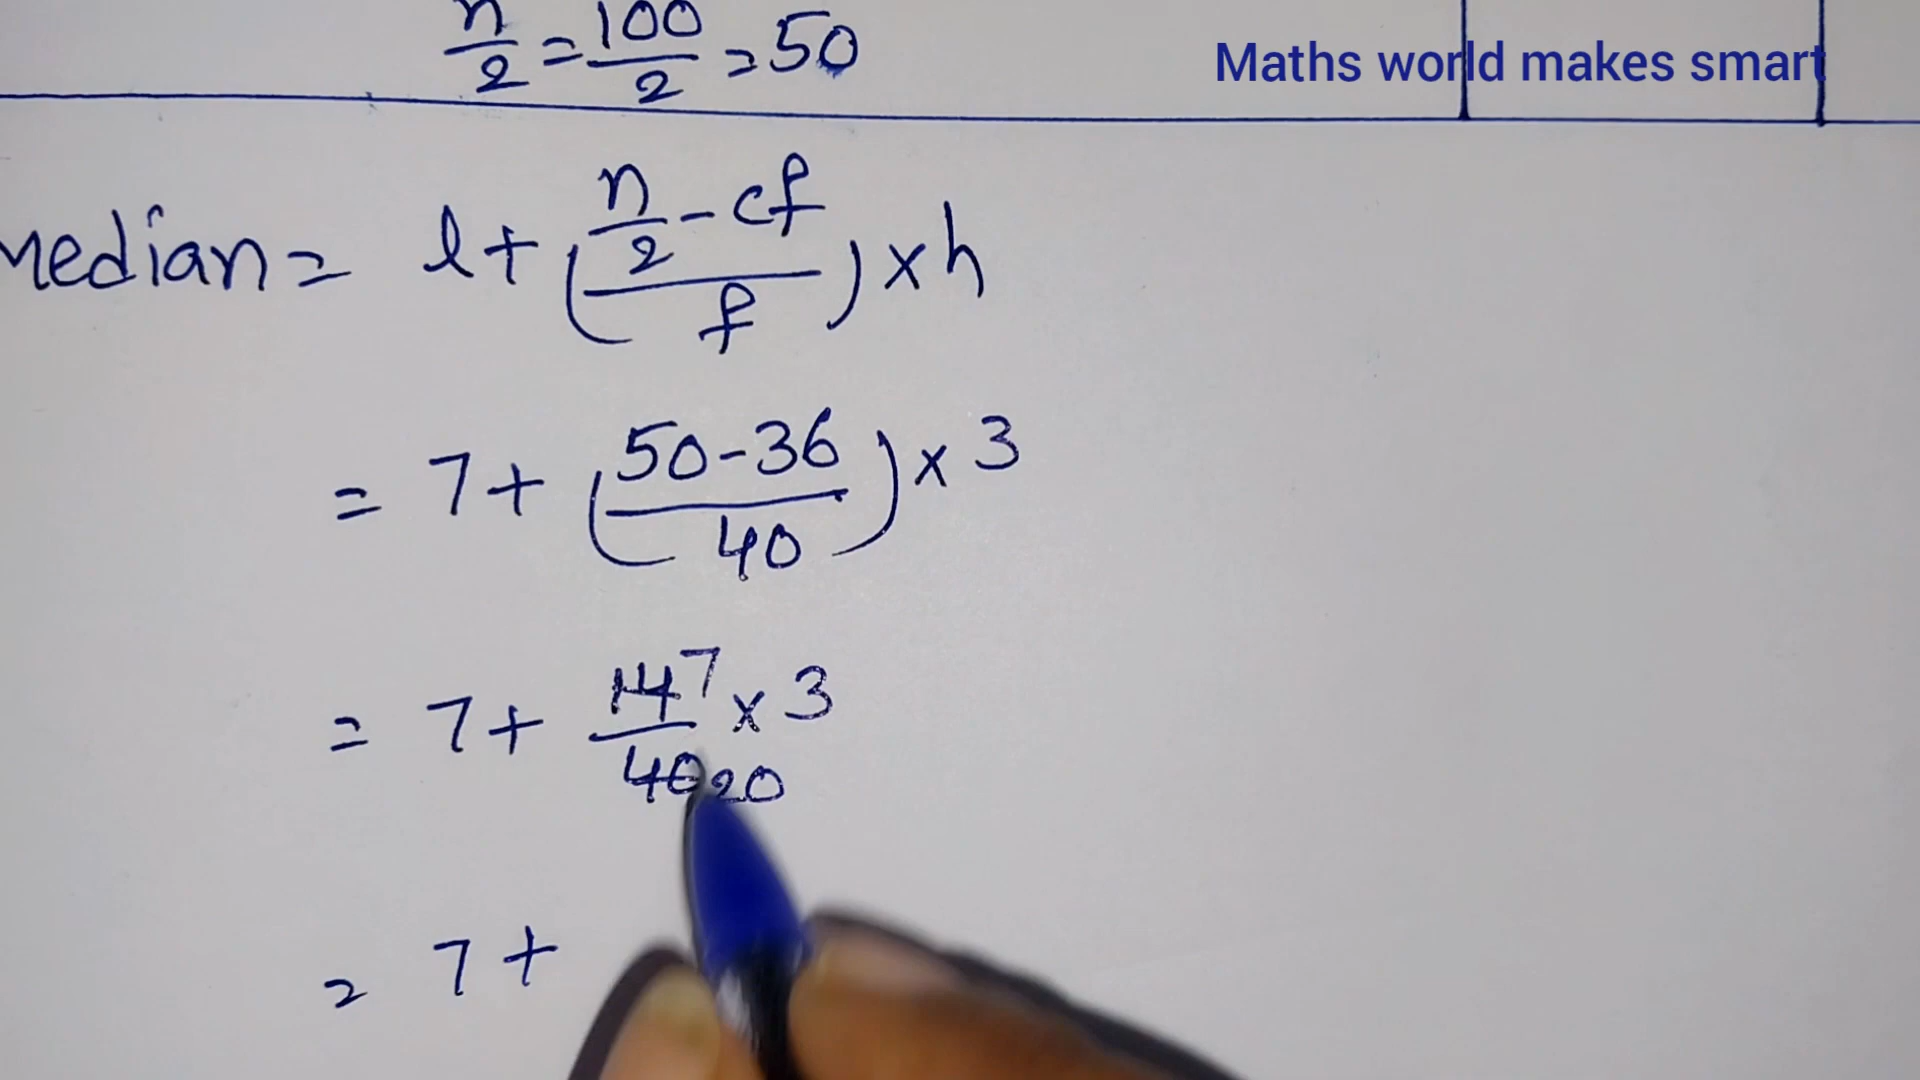 n/2 = 100/2 = 50
Maths world makes smart
median = l + (n/2 - cf / f) x h
= 7 + (50-36 / 40) x 3
= 7 + 14 7 / 40 20 x 3
= 7 +